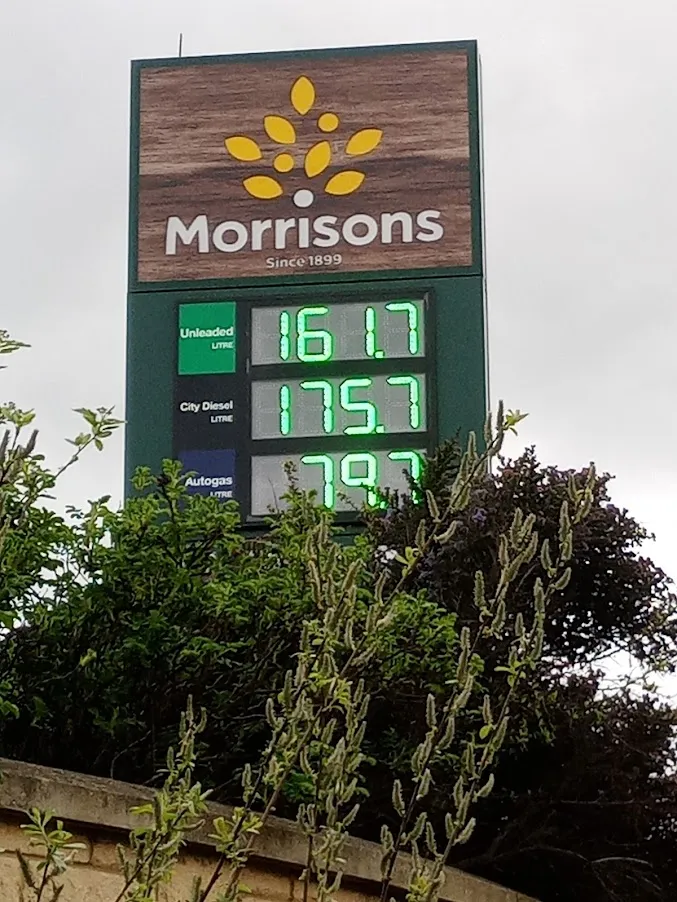 Morrisons
Since 1899
Unleaded 161.7
LITRE
City Diesel 175.7
LITRE
Autogas 79.7
LITRE